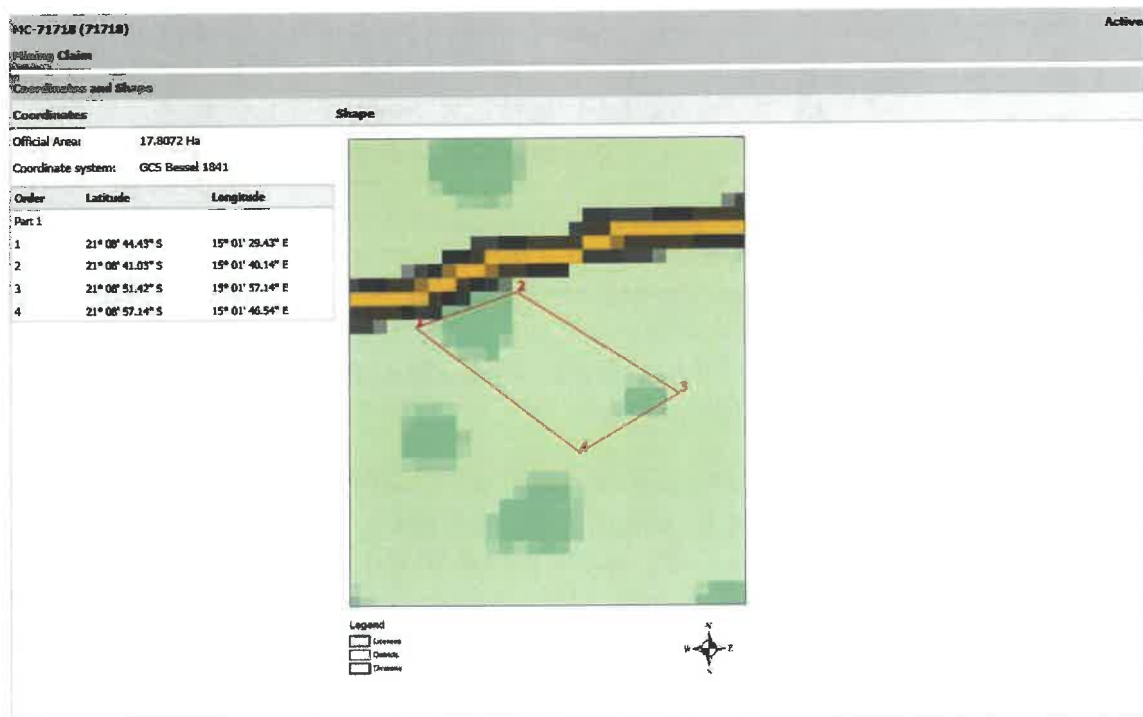 MC-71718 (71718)
Active
Mining Claim
Coordinates and Shape
Coordinates
Shape
Official Area: 17.8072 Ha
Coordinate system: GCS Bessel 1841
Order Latitude Longitude
Part 1
1 21° 08' 44.43" S 15° 01' 29.43" E
2 21° 08' 41.03" S 15° 01' 40.14" E
3 21° 08' 51.42" S 15° 01' 57.14" E
4 21° 08' 57.14" S 15° 01' 46.54" E
1
2
3
4
Legend
Licenses
Districts
Divisions
N
W E